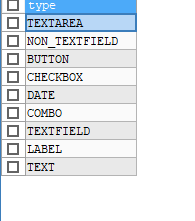 type
TEXTAREA
NON_TEXTFIELD
BUTTON
CHECKBOX
DATE
COMBO
TEXTFIELD
LABEL
TEXT